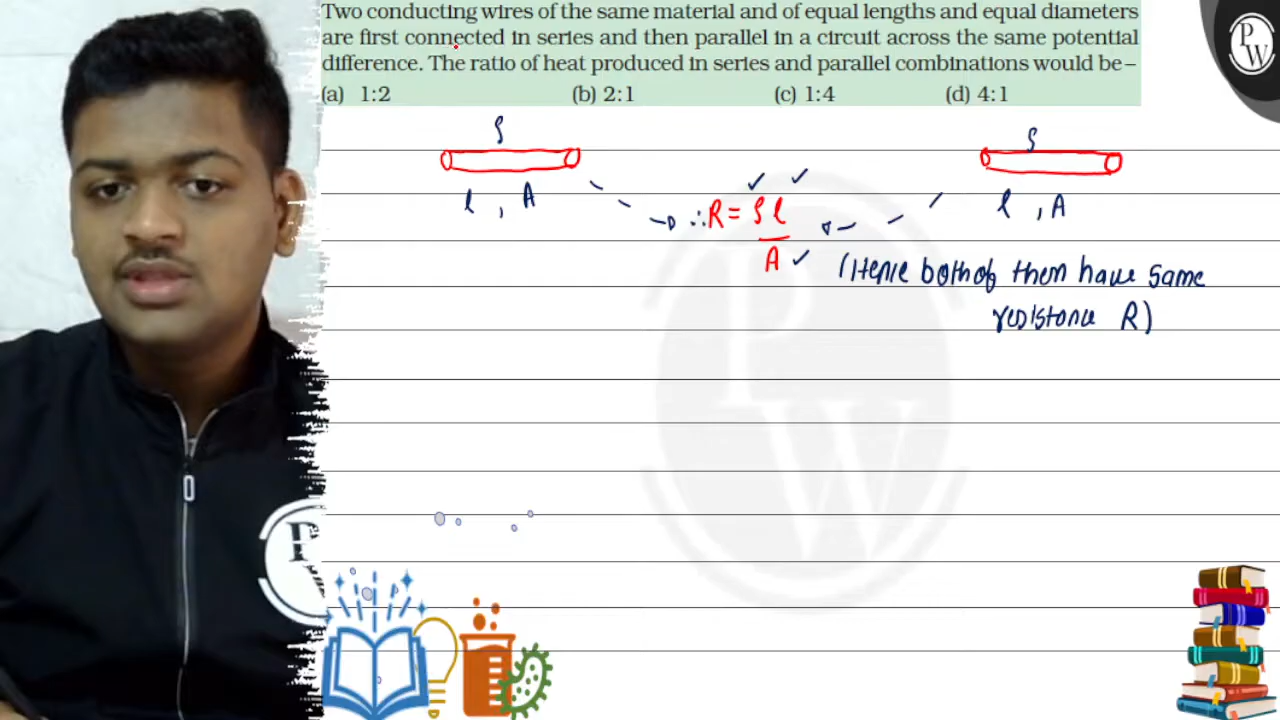 Two conducting wires of the same material and of equal lengths and equal diameters
are first connected in series and then parallel in a circuit across the same potential
difference. The ratio of heat produced in series and parallel combinations would be –
(a) 1:2 (b) 2:1 (c) 1:4 (d) 4:1
ρ ρ
l , A l , A
∴ R = ρl
A
(Hence both of them have same
resistance R)
P W
P W
P